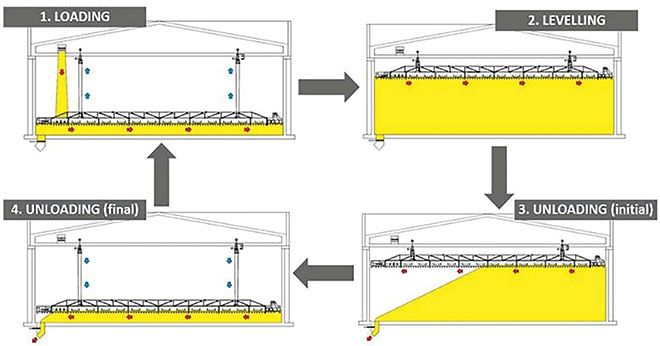 1. LOADING
2. LEVELLING
4. UNLOADING (final)
3. UNLOADING (initial)